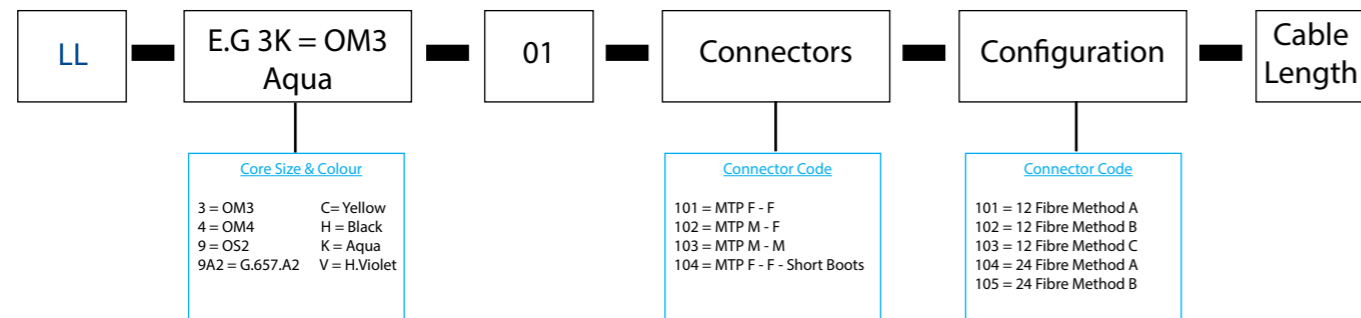 LL
E.G 3K = OM3
Aqua
01
Connectors
Configuration
Cable
Length
Core Size & Colour
3 = OM3 C= Yellow
4 = OM4 H = Black
9 = OS2 K = Aqua
9A2 = G.657.A2 V = H.Violet
Connector Code
101 = MTP F - F
102 = MTP M - F
103 = MTP M - M
104 = MTP F - F - Short Boots
Connector Code
101 = 12 Fibre Method A
102 = 12 Fibre Method B
103 = 12 Fibre Method C
104 = 24 Fibre Method A
105 = 24 Fibre Method B